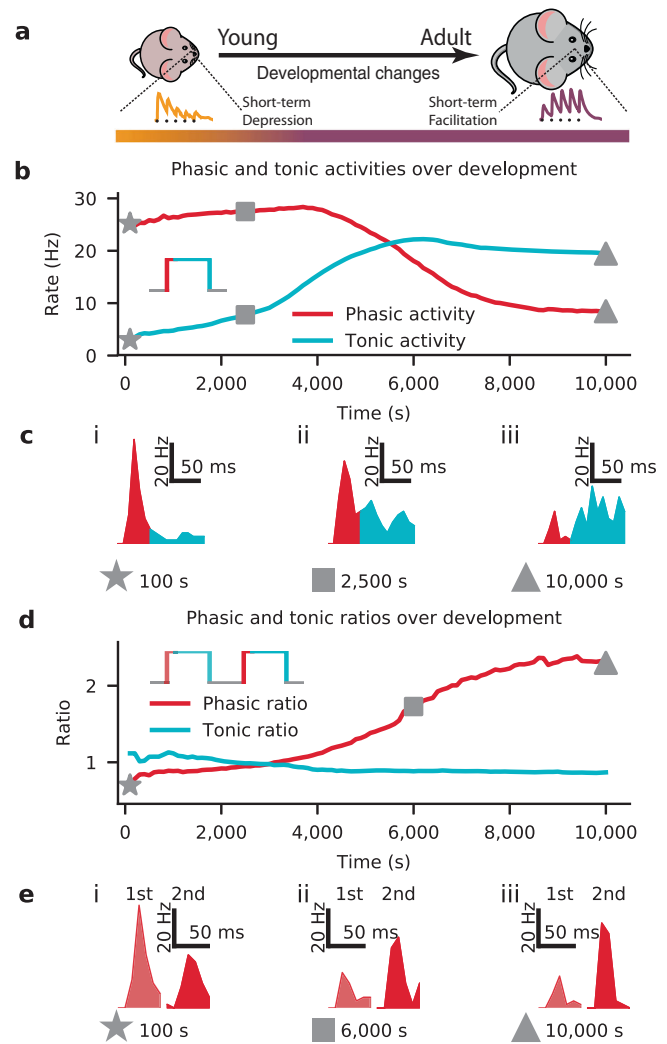 a
Young
Adult
Developmental changes
Short-term
Depression
Short-term
Facilitation
b
Phasic and tonic activities over development
30
20
10
0
Rate (Hz)
Phasic activity
Tonic activity
0
2,000
4,000
6,000
8,000
10,000
Time (s)
c
i
20 Hz
50 ms
100 s
ii
20 Hz
50 ms
2,500 s
iii
20 Hz
50 ms
10,000 s
d
Phasic and tonic ratios over development
2
1
Ratio
Phasic ratio
Tonic ratio
0
2,000
4,000
6,000
8,000
10,000
Time (s)
e
i
1st
2nd
20 Hz
50 ms
100 s
ii
1st
2nd
20 Hz
50 ms
6,000 s
iii
1st
2nd
20 Hz
50 ms
10,000 s